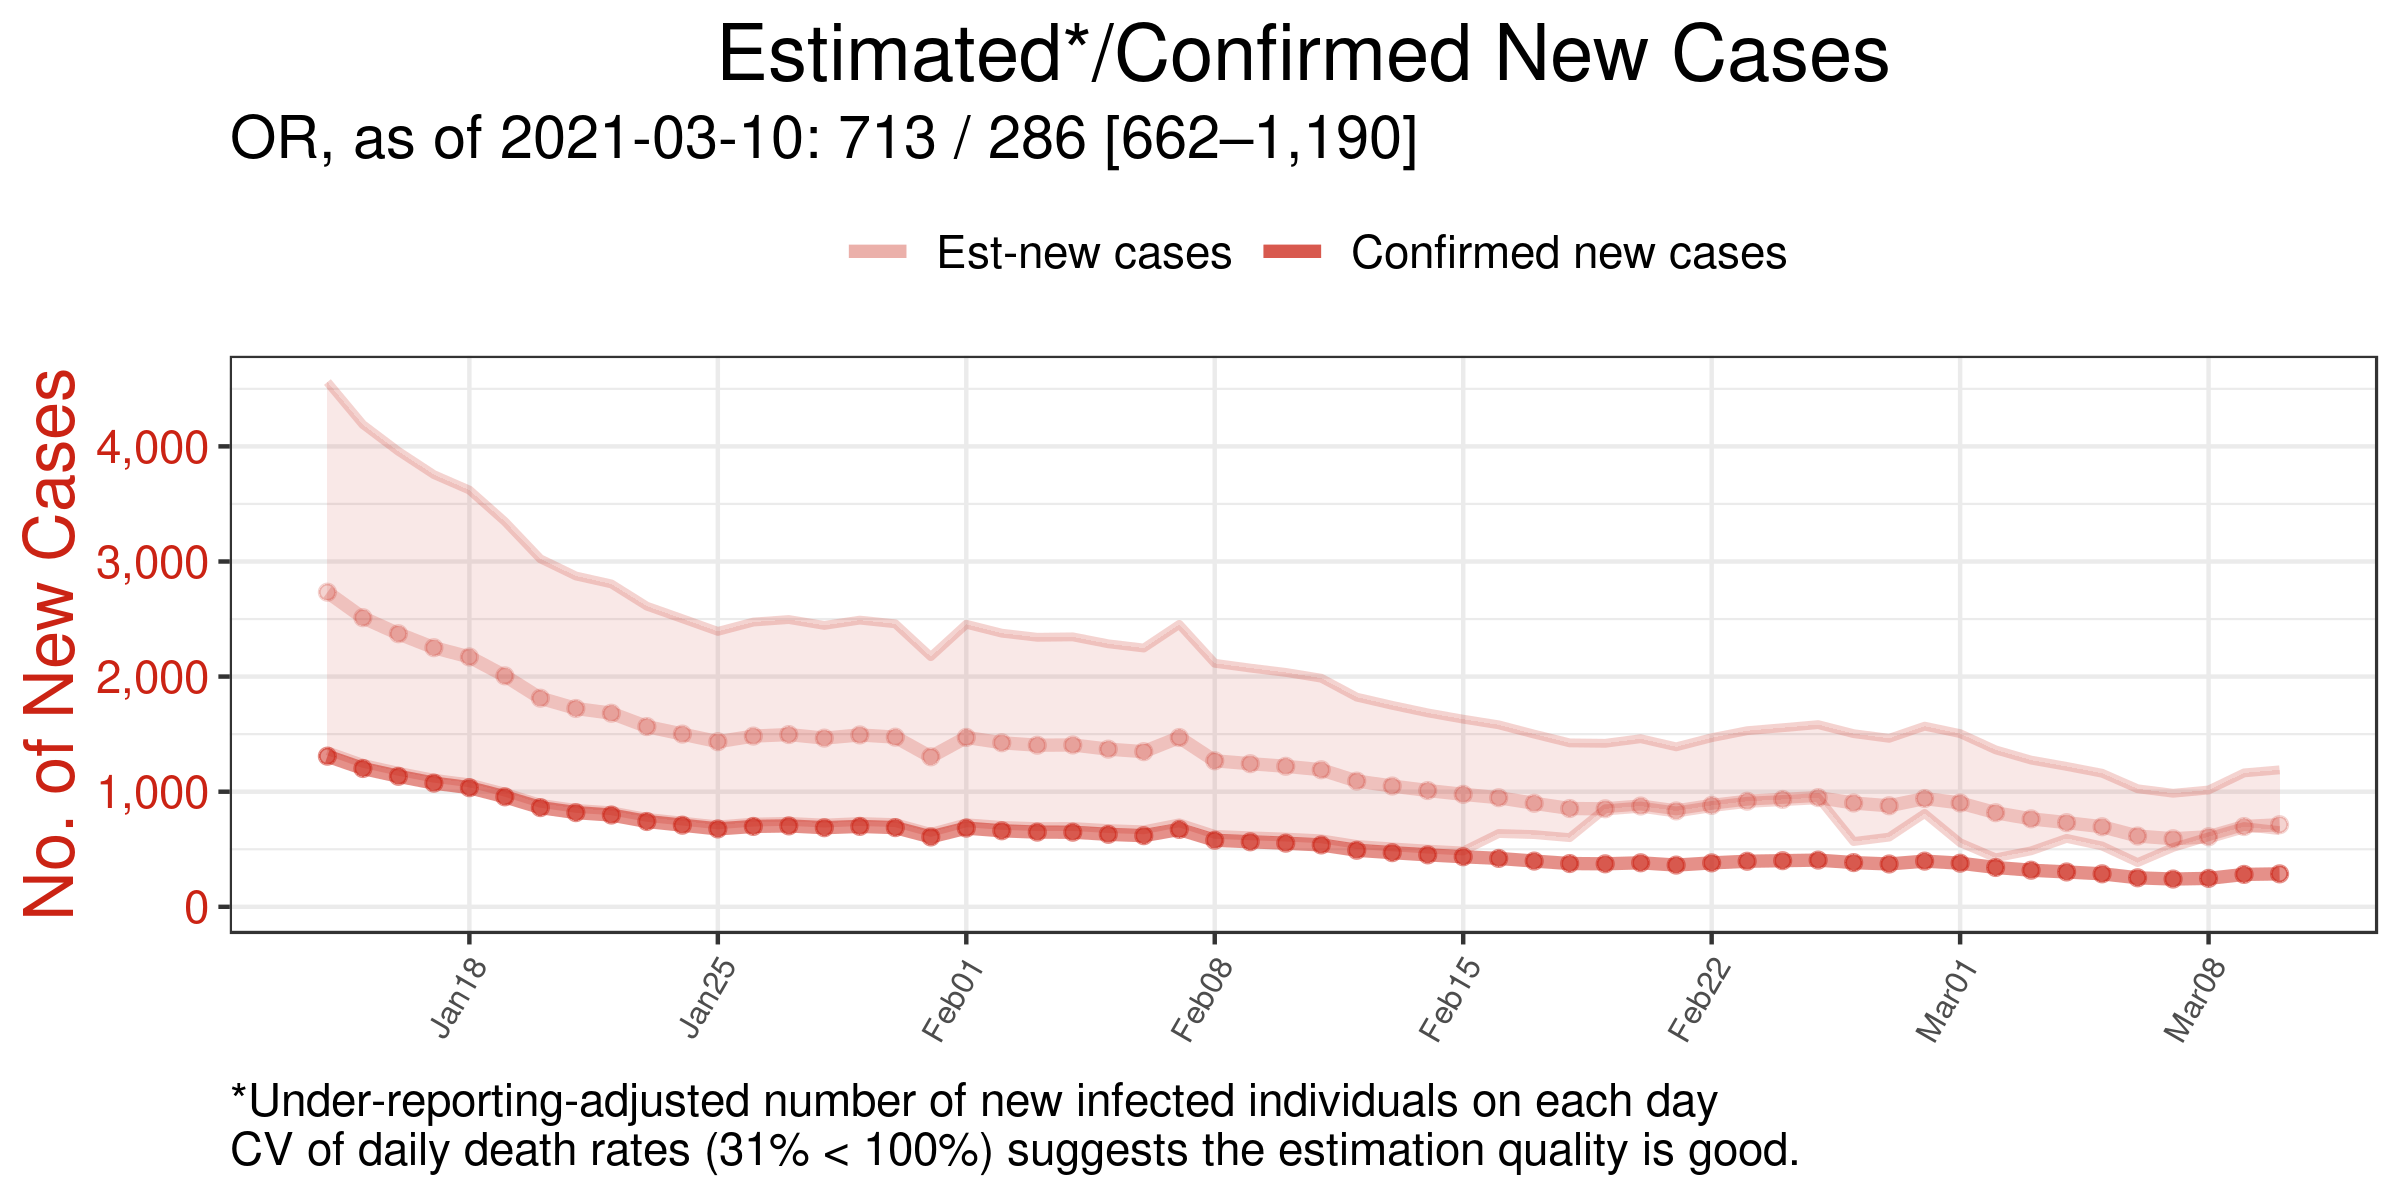 Estimated*/Confirmed New Cases
OR, as of 2021-03-10: 713 / 286 [662–1,190]
Est-new cases Confirmed new cases
No. of New Cases
4,000
3,000
2,000
1,000
0
Jan18 Jan25 Feb01 Feb08 Feb15 Feb22 Mar01 Mar08
*Under-reporting-adjusted number of new infected individuals on each day
CV of daily death rates (31% < 100%) suggests the estimation quality is good.